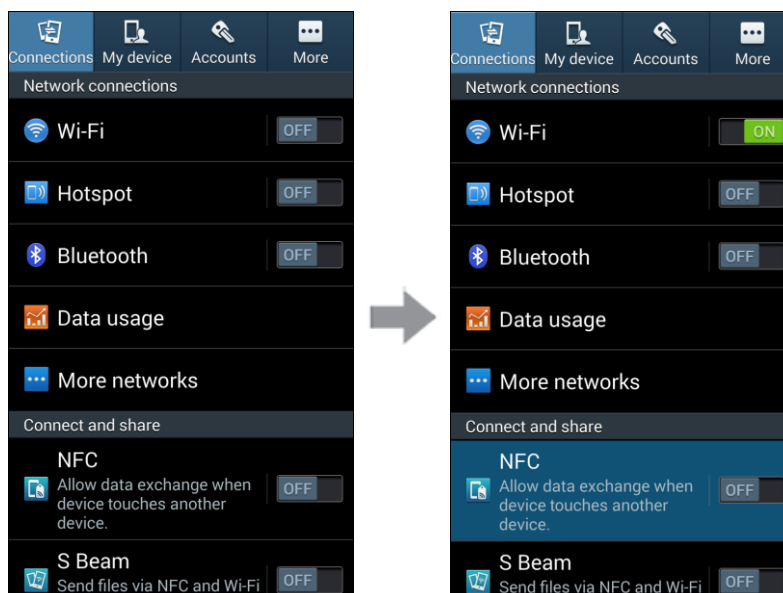 Connections My device Accounts More
Network connections
Wi-Fi OFF
Hotspot OFF
Bluetooth OFF
Data usage
More networks
Connect and share
NFC
Allow data exchange when
device touches another
device.
OFF
S Beam
Send files via NFC and Wi-Fi
OFF
Connections My device Accounts More
Network connections
Wi-Fi ON
Hotspot OFF
Bluetooth OFF
Data usage
More networks
Connect and share
NFC
Allow data exchange when
device touches another
device.
OFF
S Beam
Send files via NFC and Wi-Fi
OFF